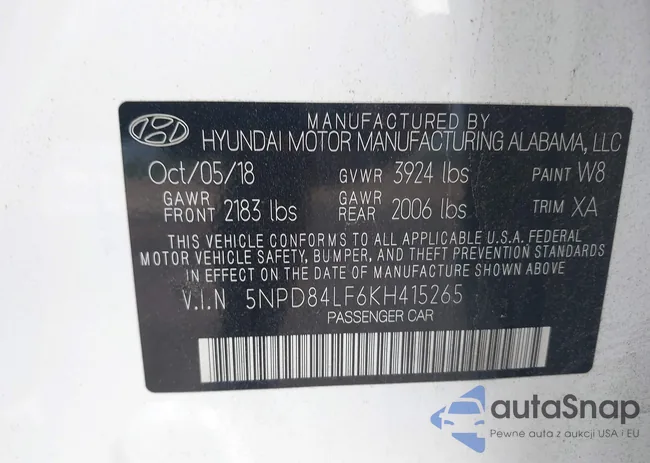 MANUFACTURED BY
HYUNDAI MOTOR MANUFACTURING ALABAMA, LLC
Oct/05/18 GVWR 3924 lbs PAINT W8
GAWR FRONT 2183 lbs GAWR REAR 2006 lbs TRIM XA
THIS VEHICLE CONFORMS TO ALL APPLICABLE U.S.A. FEDERAL
MOTOR VEHICLE SAFETY, BUMPER, AND THEFT PREVENTION STANDARDS
IN EFFECT ON THE DATE OF MANUFACTURE SHOWN ABOVE.
V.I.N 5NPD84LF6KH415265
PASSENGER CAR
autaSnap
Pewne auta z aukcji USA i EU